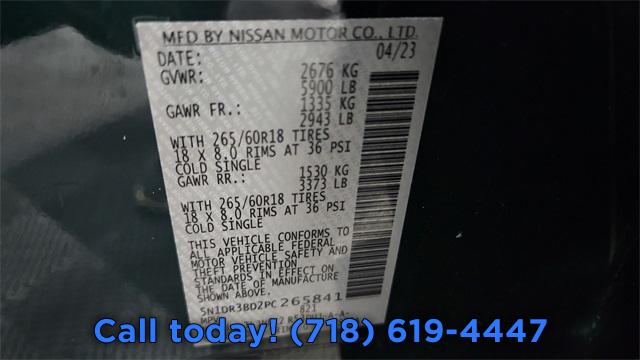 MFD BY NISSAN MOTOR CO., LTD.
DATE: 04/23
GVWR: 2676 KG
5900 LB
GAWR FR.: 1335 KG
2943 LB
WITH 265/60R18 TIRES
18 X 8.0 RIMS AT 36 PSI
COLD SINGLE
GAWR RR.: 1530 KG
3373 LB
WITH 265/60R18 TIRES
18 X 8.0 RIMS AT 36 PSI
COLD SINGLE
THIS VEHICLE CONFORMS TO
ALL APPLICABLE FEDERAL
MOTOR VEHICLE SAFETY AND
THEFT PREVENTION
STANDARDS IN EFFECT ON
THE DATE OF MANUFACTURE
SHOWN ABOVE.
5N1DR3BD2PC265841
821
Call today! (718) 619-4447